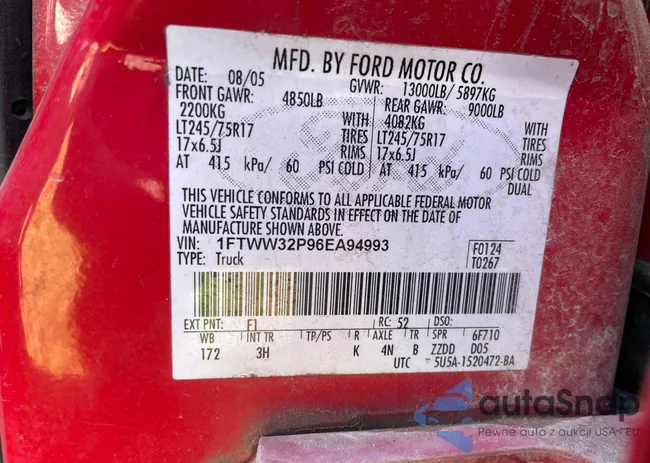 MFD. BY FORD MOTOR CO.
DATE: 08/05 GVWR: 13000LB/ 5897KG
FRONT GAWR: 4850LB REAR GAWR: 9000LB
2200KG WITH 4082KG WITH
LT245/75R17 TIRES LT245/75R17 TIRES
17x6.5J RIMS 17x6.5J RIMS
AT 415 kPa/ 60 PSI COLD AT 415 kPa/ 60 PSI COLD
DUAL
THIS VEHICLE CONFORMS TO ALL APPLICABLE FEDERAL MOTOR
VEHICLE SAFETY STANDARDS IN EFFECT ON THE DATE OF
MANUFACTURE SHOWN ABOVE.
VIN: 1FTWW32P96EA94993 F0124
TYPE: Truck T0267
EXT PNT: F1 RC: 52 DSO:
WB INT TR TP/PS R AXLE TR SPR 6F710
172 3H K 4N B ZZDD D05
UTC 5U5A-1520472-BA
autoSnap
Pewne auto z aukcji USA i EU